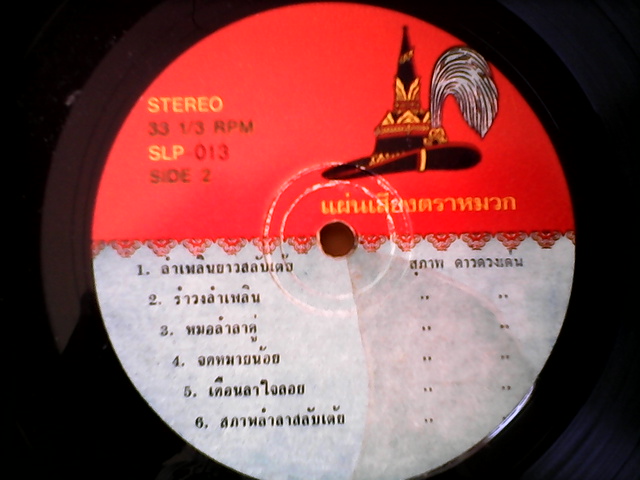 STEREO
33 1/3 RPM
SLP-013
SIDE 2
แผ่นเสียงตราหมวก
1. ลำเพลินยาวสลับเต้ย สุภาพ ดาวดวงเด่น
2. รำวงลำเพลิน " "
3. หมอลำลาคู่ " "
4. จดหมายน้อย " "
5. เตือนลาใจลอย " "
6. สภาพลำลาสลับเต้ย " "